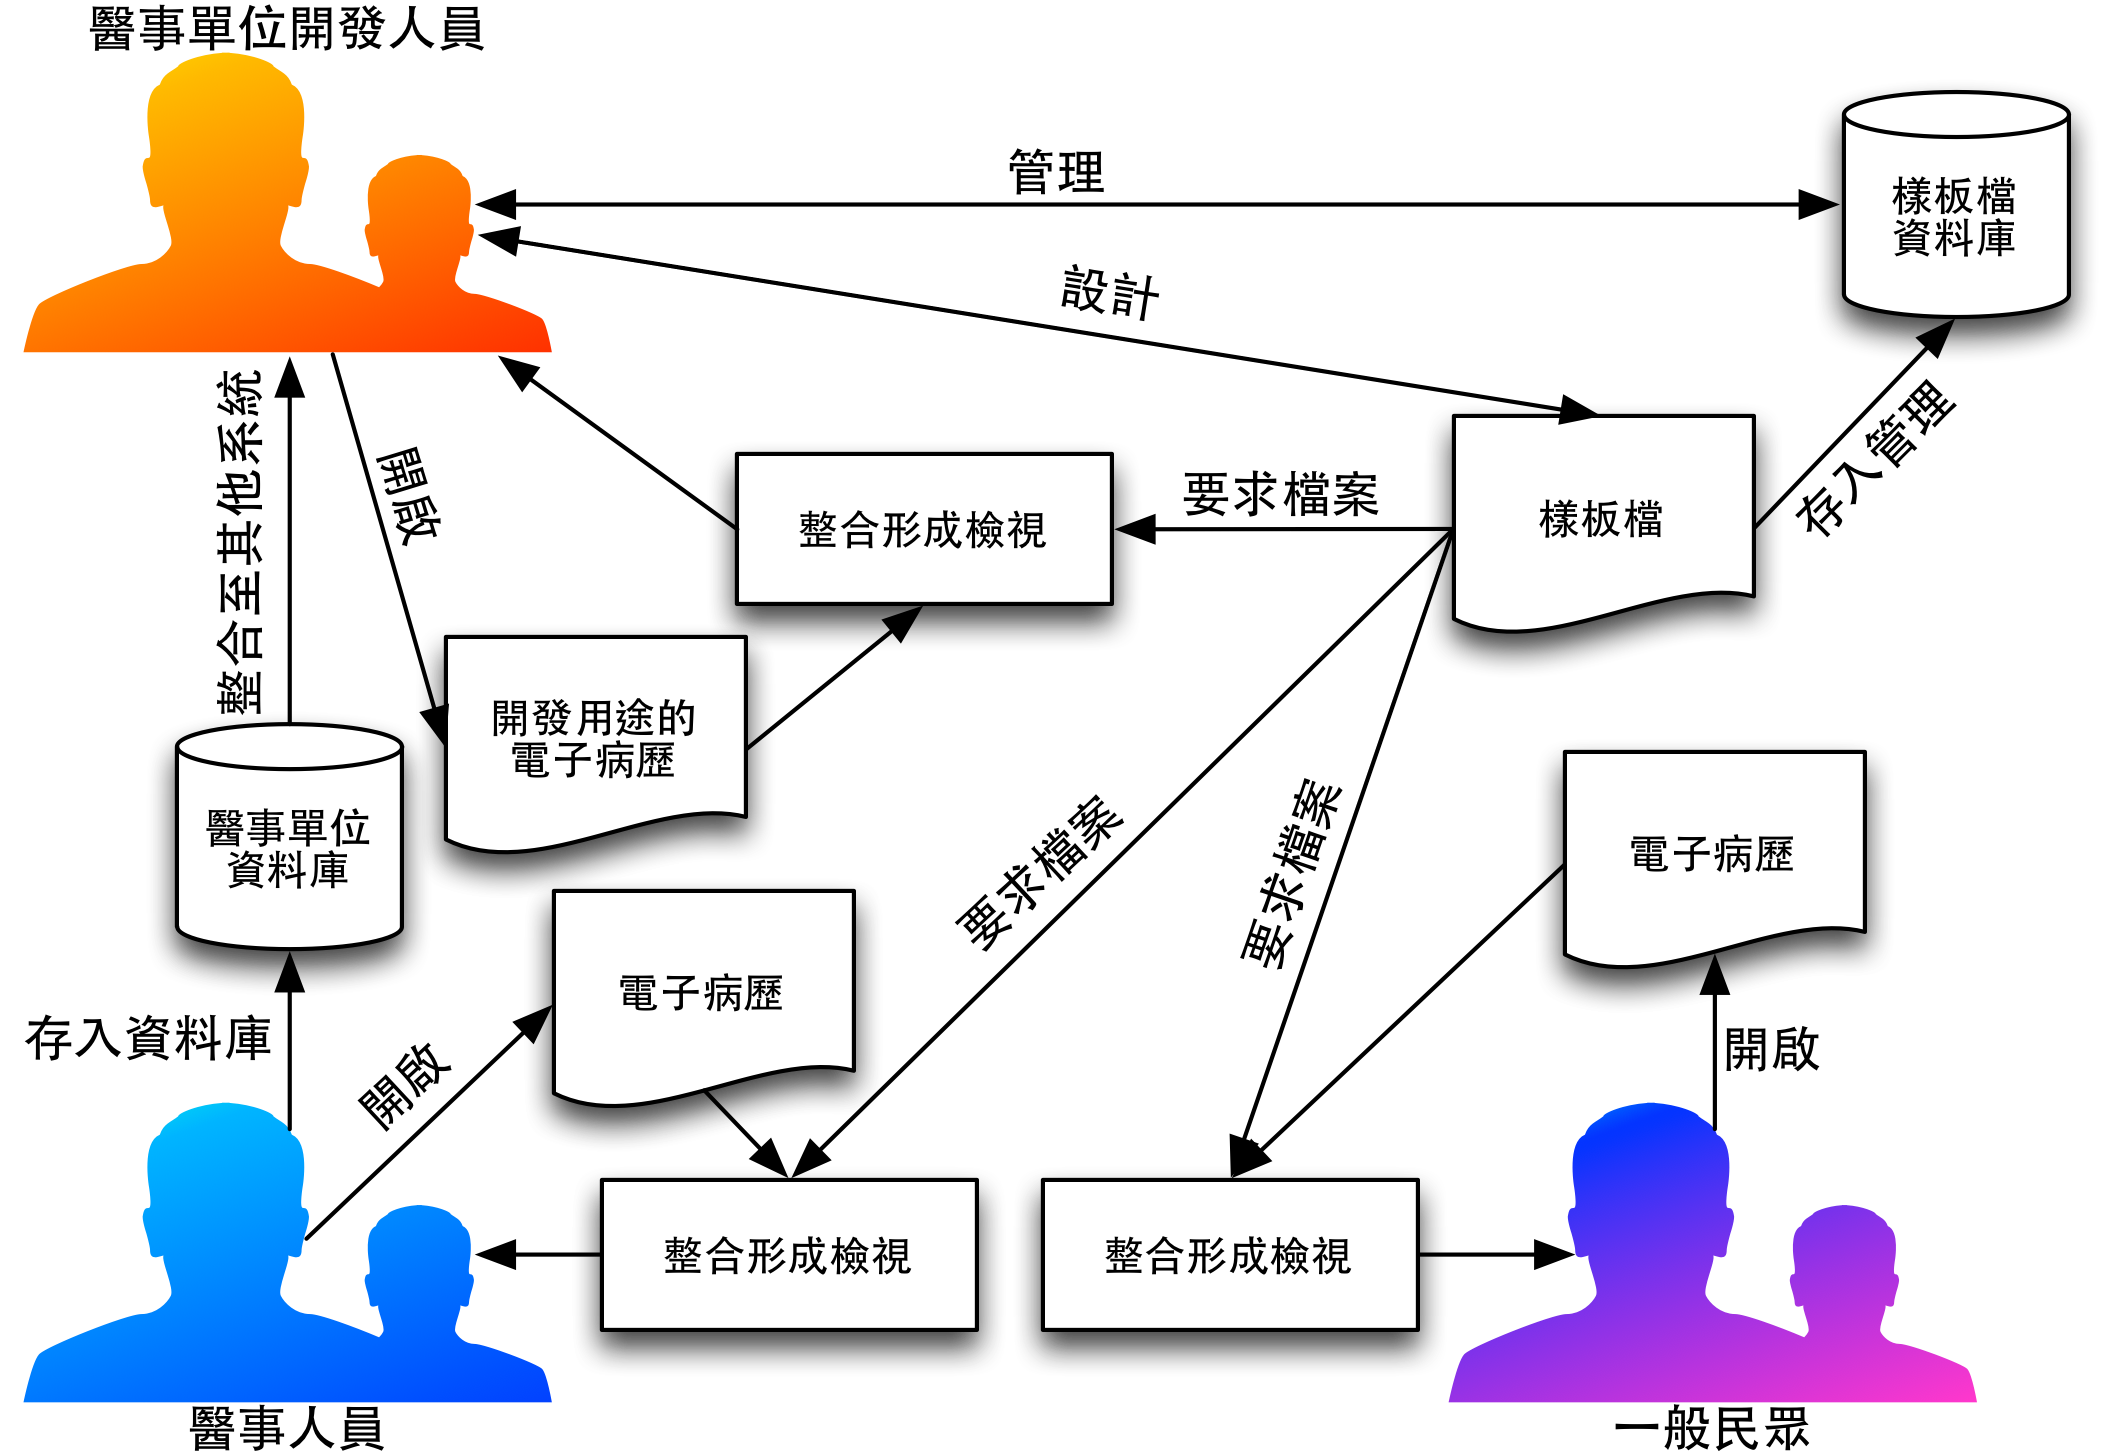 醫事單位開發人員
管理
樣板檔
資料庫
設計
存入管理
整合至其他系統
開啟
整合形成檢視
要求檔案
樣板檔
開發用途的
電子病歷
醫事單位
資料庫
要求檔案
要求檔案
電子病歷
電子病歷
存入資料庫
開啟
開啟
整合形成檢視
整合形成檢視
醫事人員
一般民眾